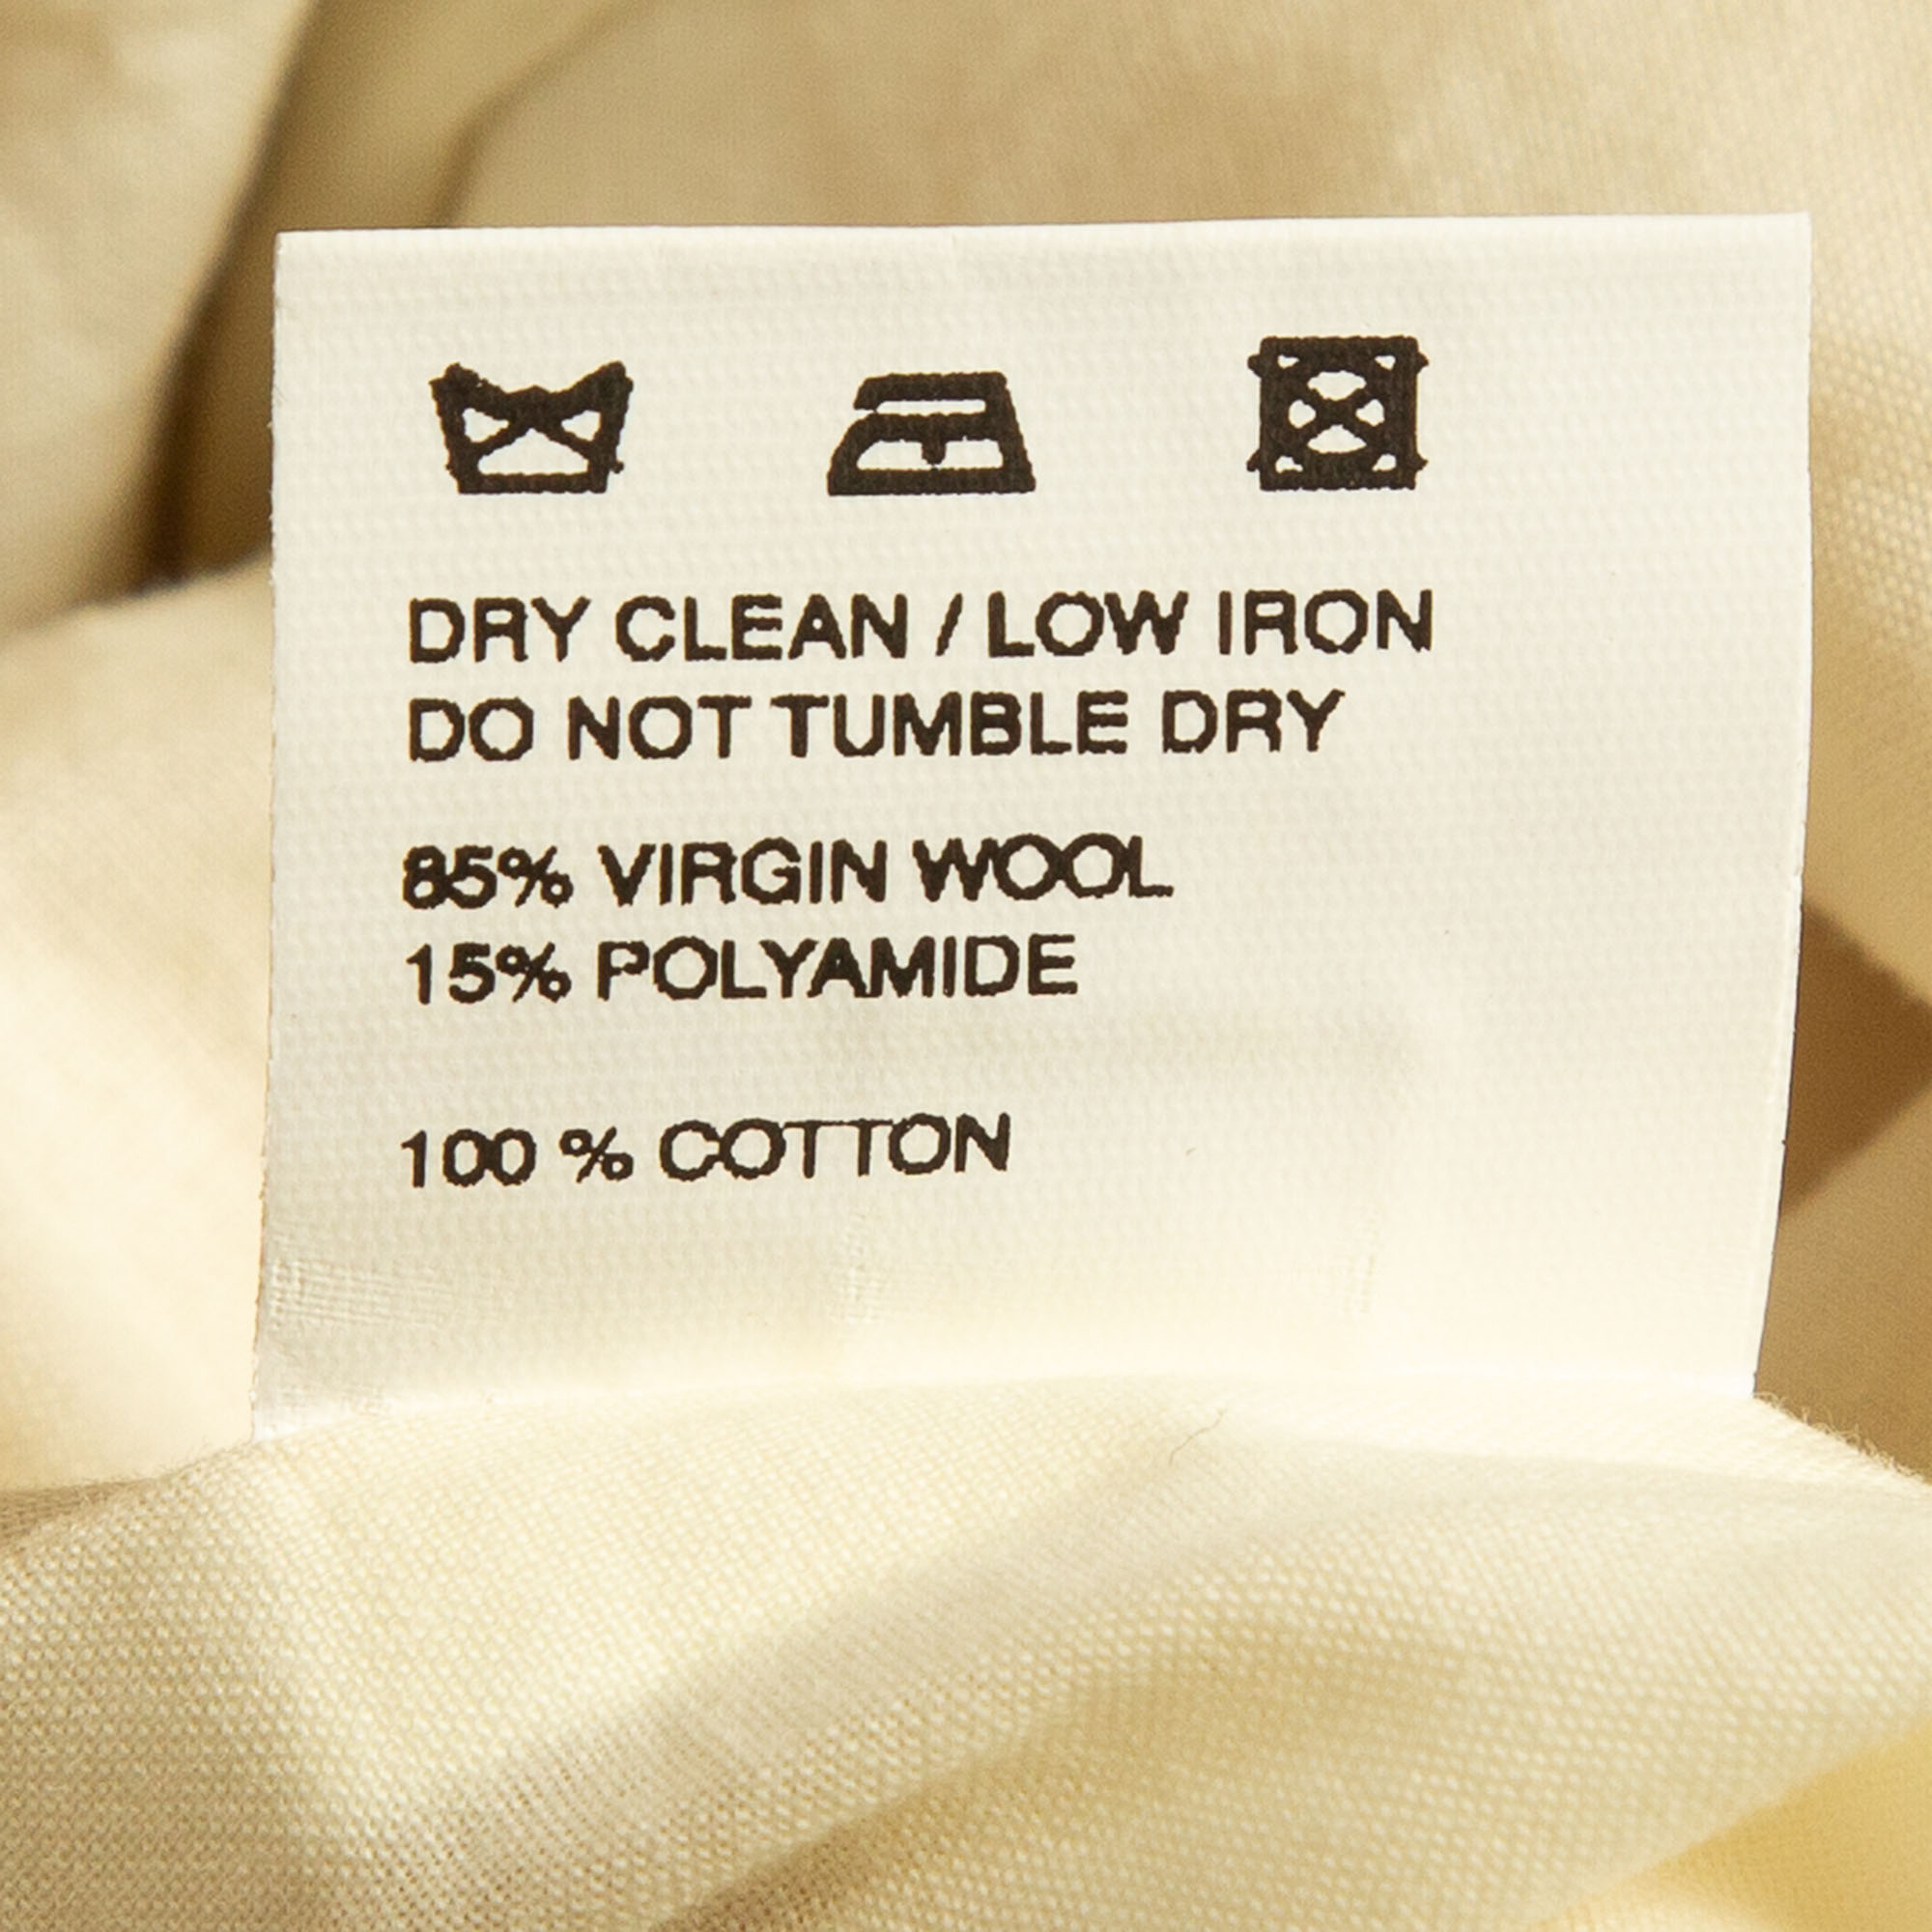 DRY CLEAN / LOW IRON
DO NOT TUMBLE DRY
85% VIRGIN WOOL
15% POLYAMIDE
100 % COTTON